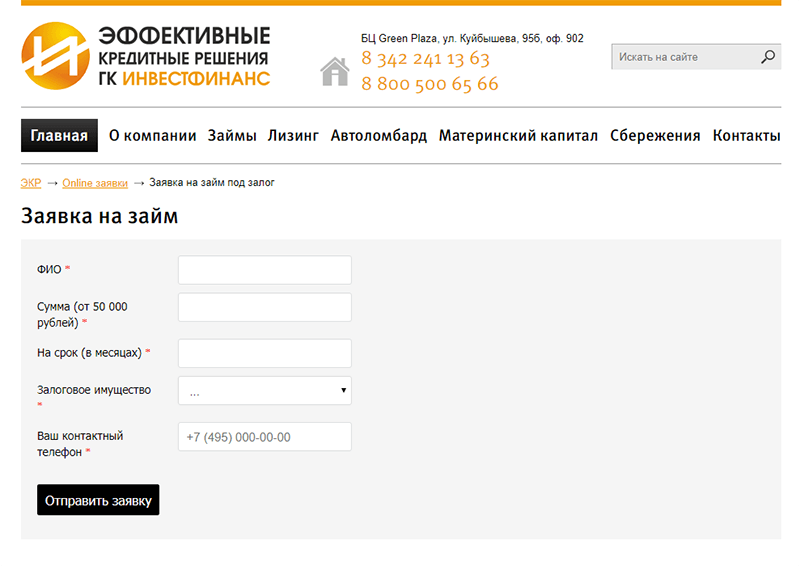 ЭФФЕКТИВНЫЕ
КРЕДИТНЫЕ РЕШЕНИЯ
ГК ИНВЕСТФИНАНС
БЦ Green Plaza, ул. Куйбышева, 95б, оф. 902
8 342 241 13 63
8 800 500 65 66
Искать на сайте
Главная О компании Займы Лизинг Автоломбард Материнский капитал Сбережения Контакты
ЭКР → Online заявки → Заявка на займ под залог
Заявка на займ
ФИО *
Сумма (от 50 000
рублей) *
На срок (в месяцах) *
Залоговое имущество
*
...
Ваш контактный
телефон *
+7 (495) 000-00-00
Отправить заявку